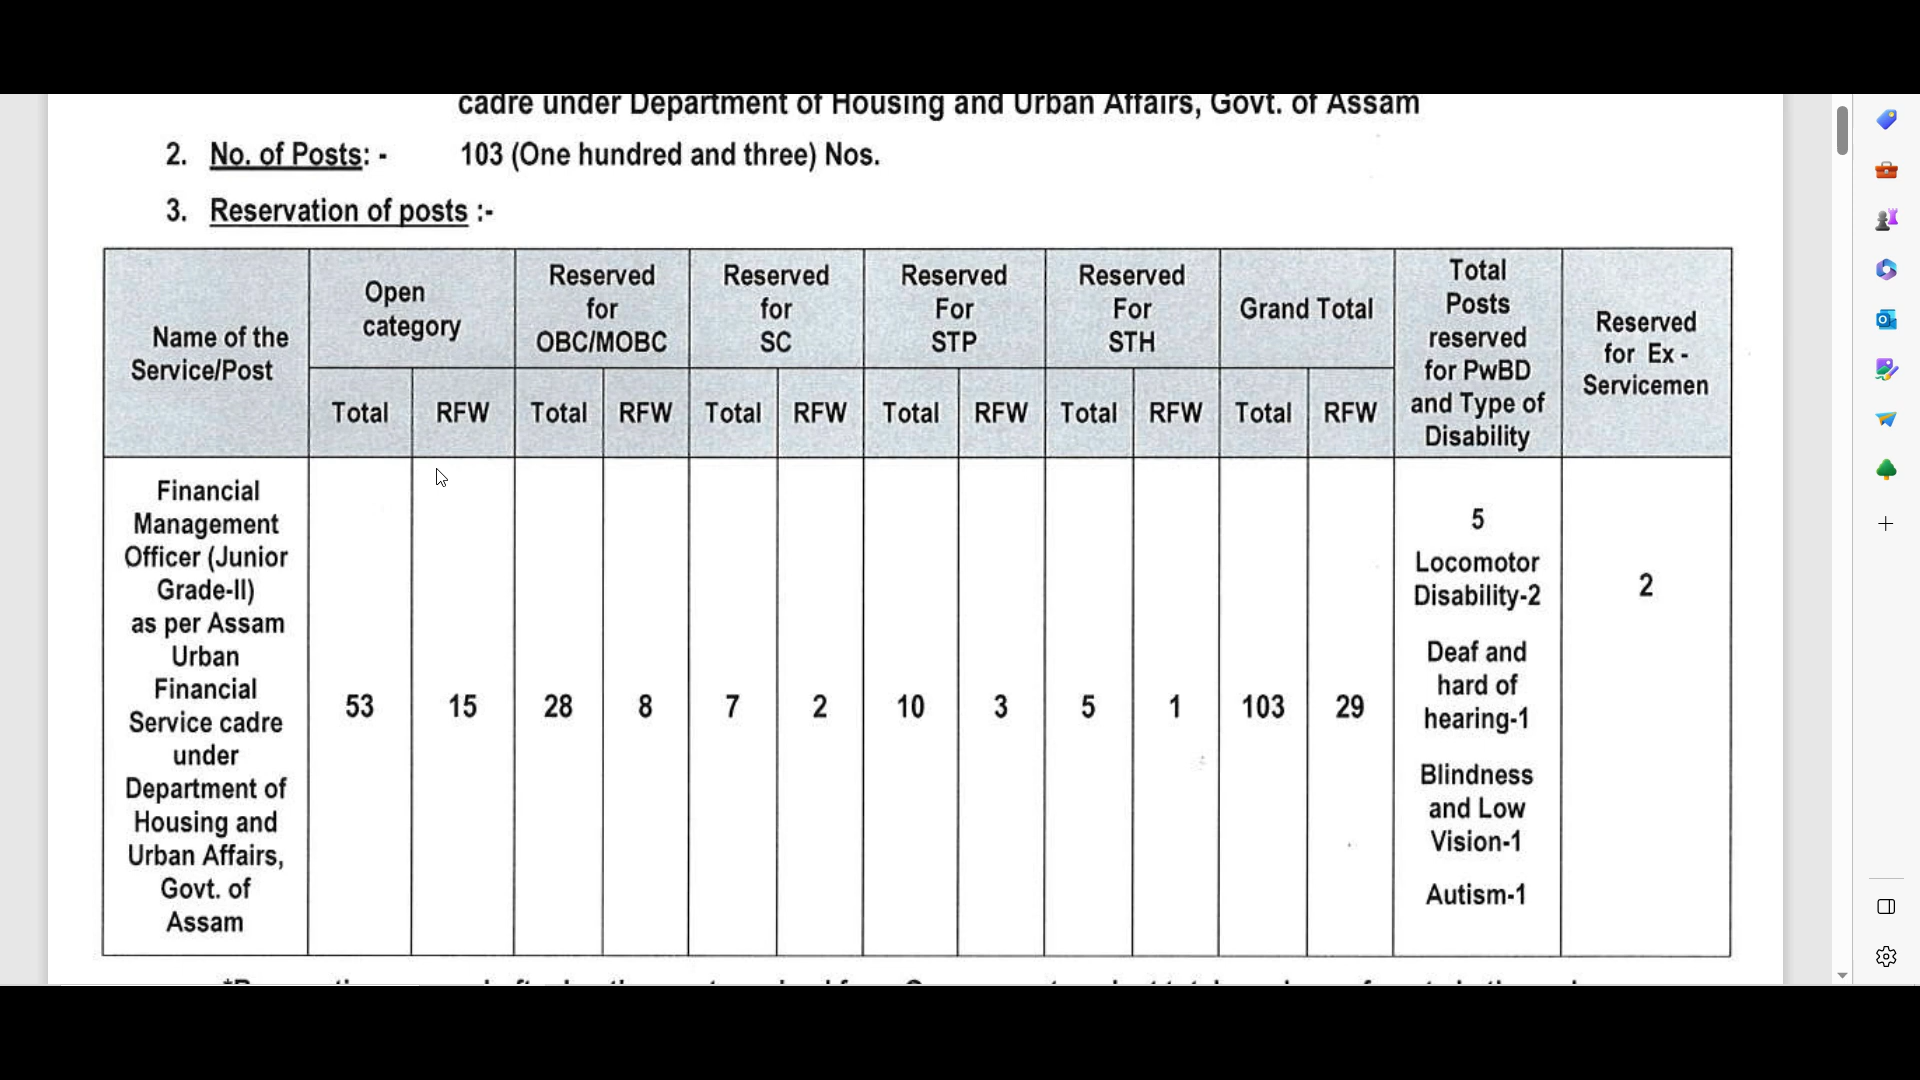 cadre under Department of Housing and Urban Affairs, Govt. of Assam
2. No. of Posts: - 103 (One hundred and three) Nos.
3. Reservation of posts :-
Name of the
Service/Post
Open
category
Reserved
for
OBC/MOBC
Reserved
for
SC
Reserved
For
STP
Reserved
For
STH
Grand Total
Total
Posts
reserved
for PwBD
and Type of
Disability
Reserved
for Ex -
Servicemen
Total RFW Total RFW Total RFW Total RFW Total RFW Total RFW
Financial
Management
Officer (Junior
Grade-II)
as per Assam
Urban
Financial
Service cadre
under
Department of
Housing and
Urban Affairs,
Govt. of
Assam
53 15 28 8 7 2 10 3 5 1 103 29
5
Locomotor
Disability-2
Deaf and
hard of
hearing-1
Blindness
and Low
Vision-1
Autism-1
2